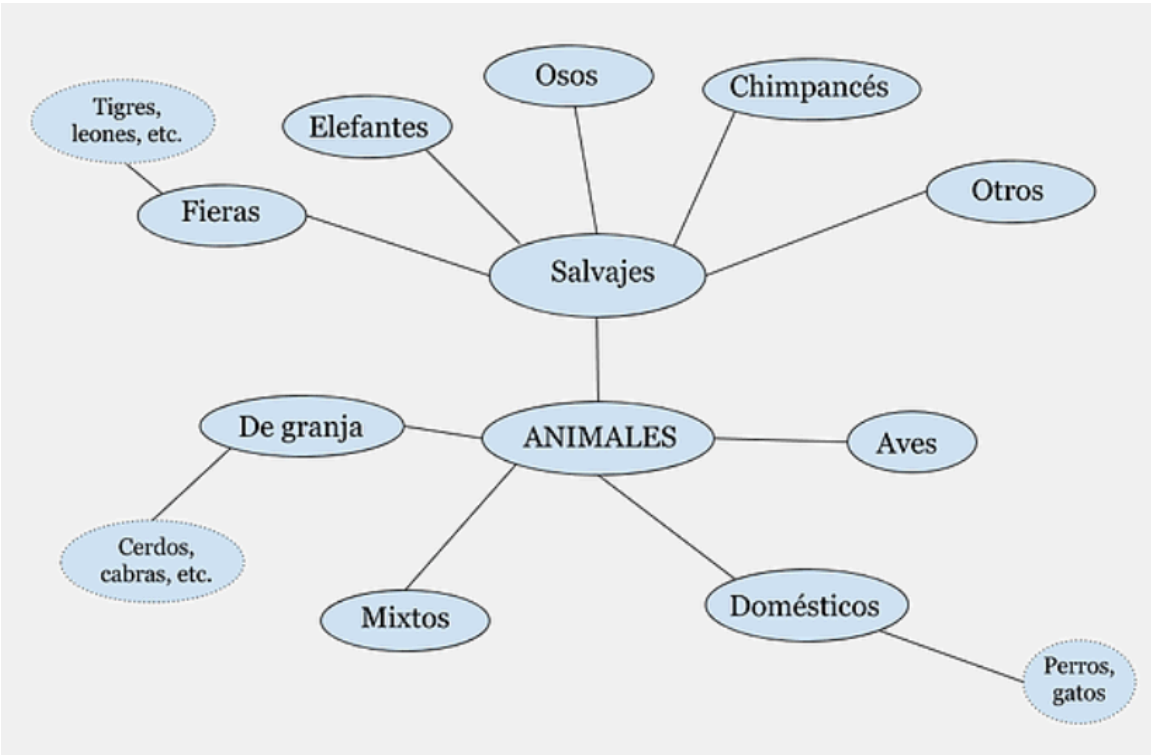 Osos
Chimpancés
Tigres,
leones, etc.
Elefantes
Otros
Fieras
Salvajes
De granja
ANIMALES
Aves
Cerdos,
cabras, etc.
Mixtos
Domésticos
Perros,
gatos